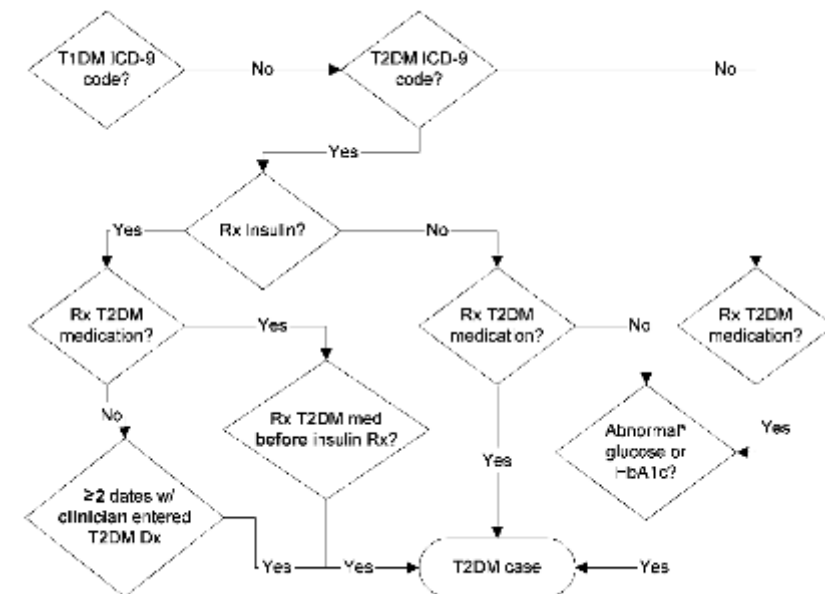 T1DM ICD-9
code?
No
T2DM ICD-9
code?
No
Yes
Yes
Rx Insulin?
No
Rx T2DM
medication?
Yes
Rx T2DM
medication?
No
Rx T2DM
medication?
No
Rx T2DM med
before insulin Rx?
Yes
Abnormal*
glucose or
HbA1c?
Yes
≥2 dates w/
clinician entered
T2DM Dx
Yes
Yes
T2DM case
Yes